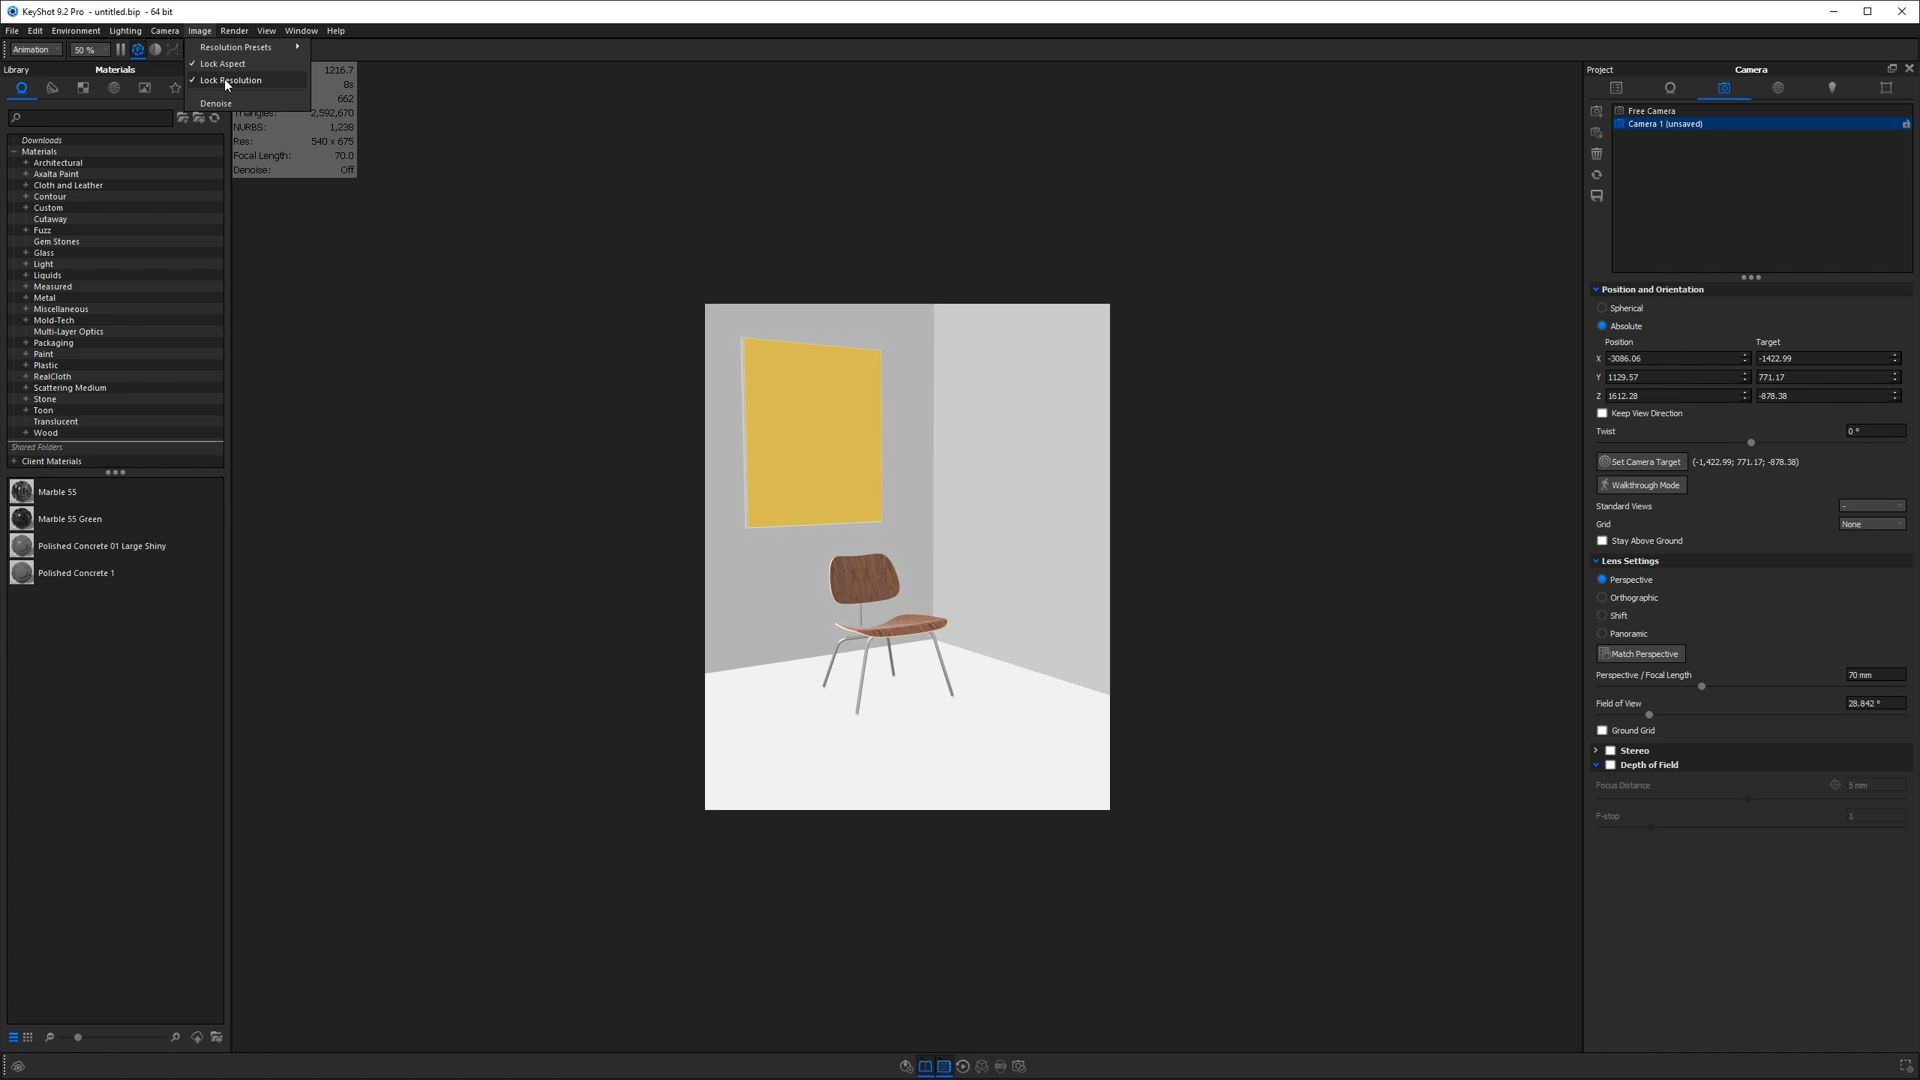 KeyShot 9.2 Pro - untitled.bip - 64 bit
File Edit Environment Lighting Camera Image Render View Window Help
Animation 50 %
Resolution Presets
Lock Aspect
Lock Resolution
Denoise
1216.7
8s
662
Triangles: 2,592,670
NURBS: 1,238
Res: 540 x 675
Focal Length: 70.0
Denoise: Off
Library Materials
Downloads
Materials
Architectural
Axalta Paint
Cloth and Leather
Contour
Custom
Cutaway
Fuzz
Gem Stones
Glass
Light
Liquids
Measured
Metal
Miscellaneous
Mold-Tech
Multi-Layer Optics
Packaging
Paint
Plastic
RealCloth
Scattering Medium
Stone
Toon
Translucent
Wood
Shared Folders
Client Materials
Marble 55
Marble 55 Green
Polished Concrete 01 Large Shiny
Polished Concrete 1
Project Camera
Free Camera
Camera 1 (unsaved)
Position and Orientation
Spherical
Absolute
Position Target
X -3086.06 -1422.99
Y 1129.57 771.17
Z 1612.28 -878.38
Keep View Direction
Twist 0 °
Set Camera Target (-1,422.99; 771.17; -878.38)
Walkthrough Mode
Standard Views -
Grid None
Stay Above Ground
Lens Settings
Perspective
Orthographic
Shift
Panoramic
Match Perspective
Perspective / Focal Length 70 mm
Field of View 28.842 °
Ground Grid
Stereo
Depth of Field
Focus Distance 5 mm
F-stop 1